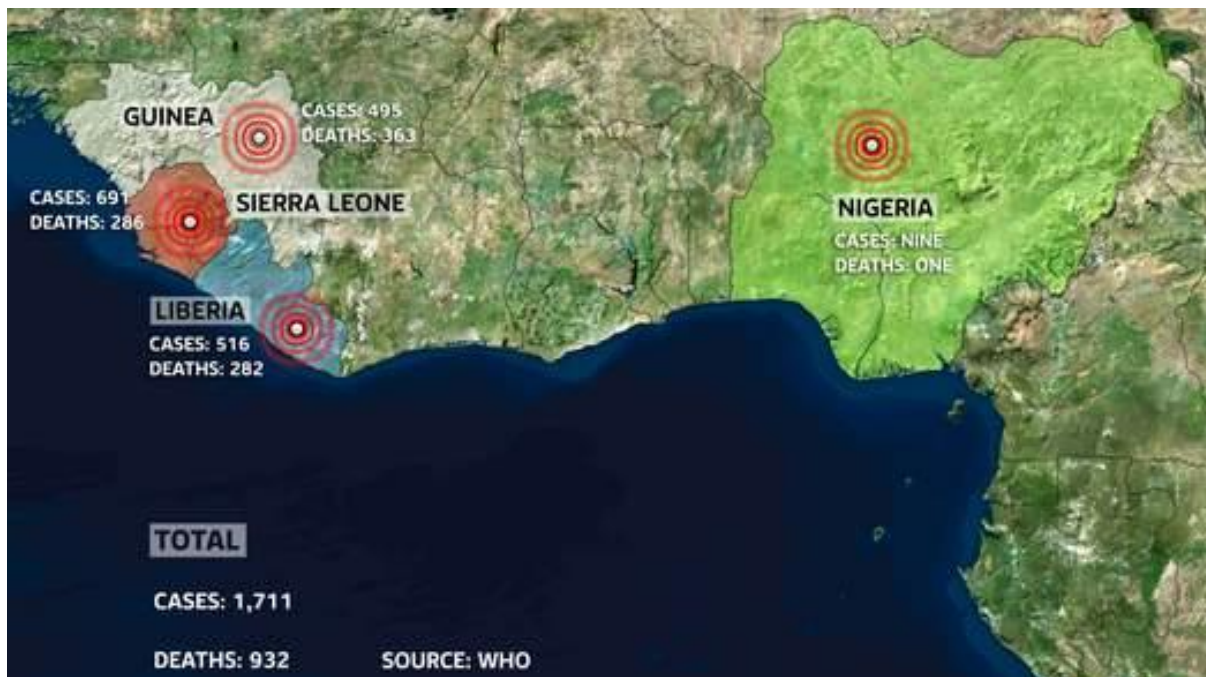 GUINEA
CASES: 495
DEATHS: 363
CASES: 691
DEATHS: 286
SIERRA LEONE
NIGERIA
CASES: NINE
DEATHS: ONE
LIBERIA
CASES: 516
DEATHS: 282
TOTAL
CASES: 1,711
DEATHS: 932
SOURCE: WHO